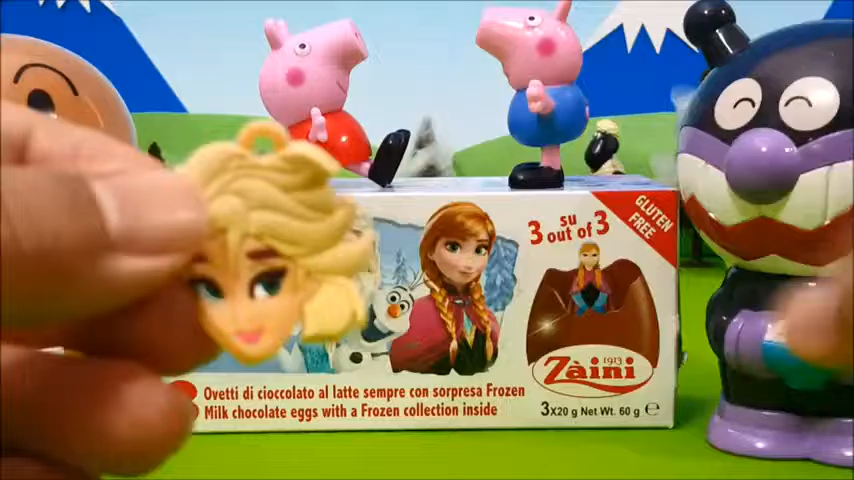 su
3 out of 3
GLUTEN
FREE
1913
Zàini
Ovetti di cioccolato al latte sempre con sorpresa Frozen
Milk chocolate eggs with a Frozen collection inside
3x20 g Net Wt. 60 g e